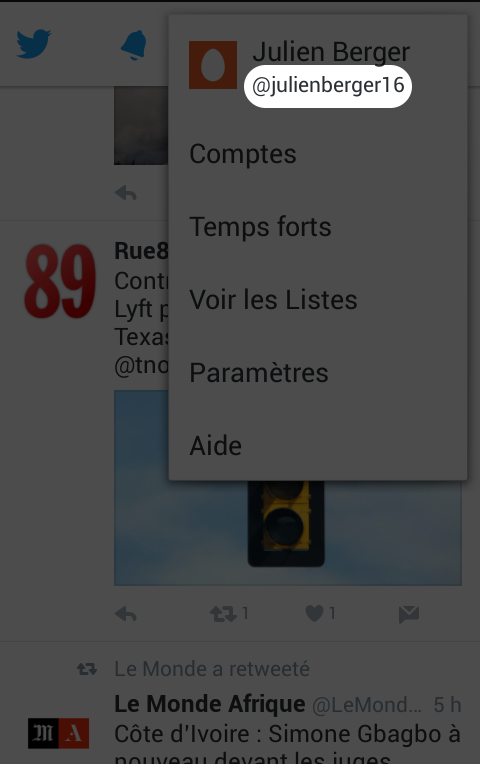 Julien Berger
@julienberger16
Comptes
Temps forts
Voir les Listes
Paramètres
Aide
89
Rue8
Cont
Lyft p
Texas
@tno
1
1
Le Monde a retweeté
Le Monde Afrique @LeMond... 5 h
M A
Côte d'Ivoire : Simone Gbagbo à
nouveau devant les juges